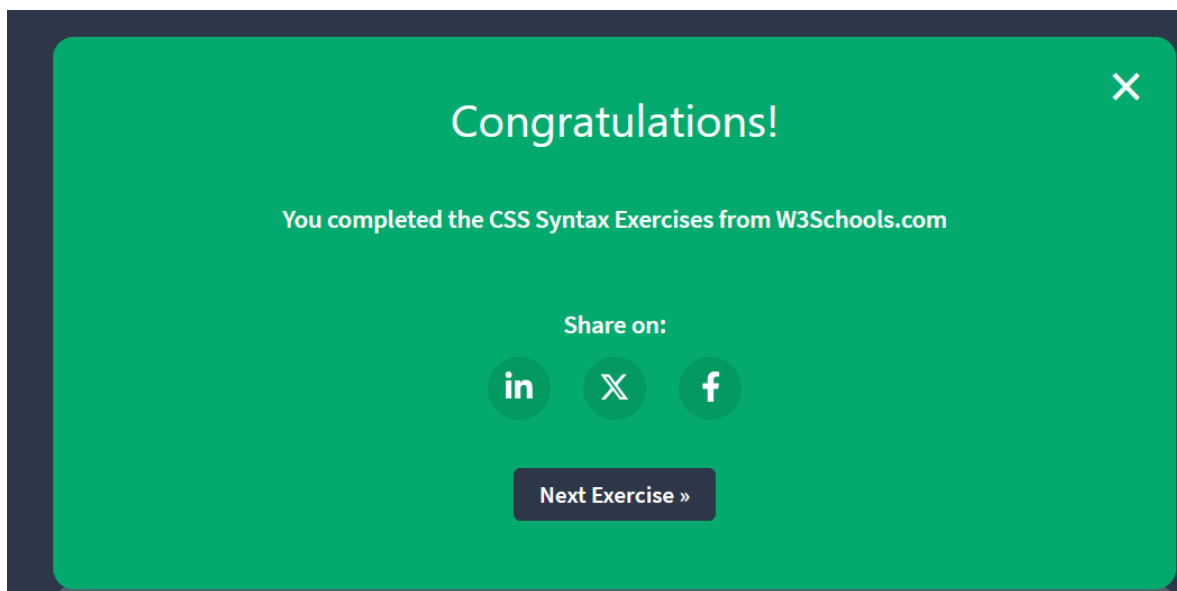 Congratulations!
You completed the CSS Syntax Exercises from W3Schools.com
Share on:
in X f
Next Exercise »